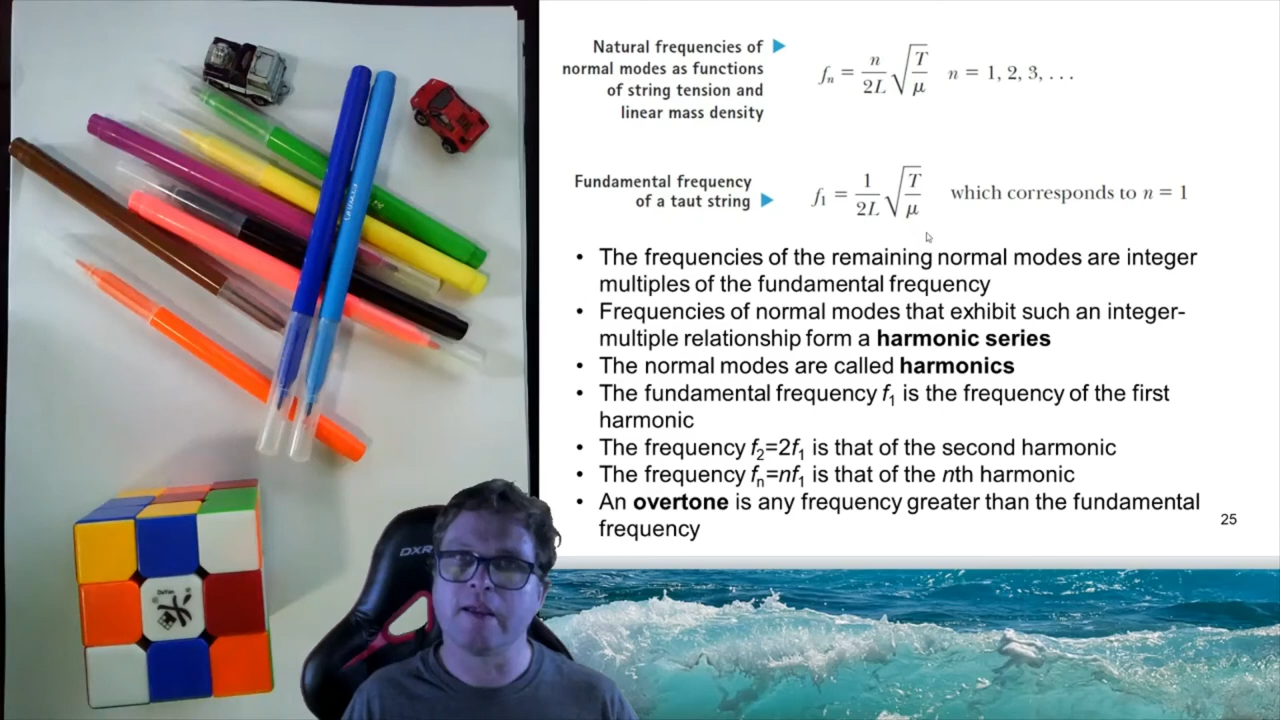 Natural frequencies of
normal modes as functions
of string tension and
linear mass density
fₙ = n/2L √T/μ n = 1, 2, 3, . . .
Fundamental frequency
of a taut string
f₁ = 1/2L √T/μ which corresponds to n = 1
• The frequencies of the remaining normal modes are integer
multiples of the fundamental frequency
• Frequencies of normal modes that exhibit such an integer-
multiple relationship form a harmonic series
• The normal modes are called harmonics
• The fundamental frequency f₁ is the frequency of the first
harmonic
• The frequency f₂=2f₁ is that of the second harmonic
• The frequency fₙ=nf₁ is that of the nth harmonic
• An overtone is any frequency greater than the fundamental
frequency
25
DaYan
DXR